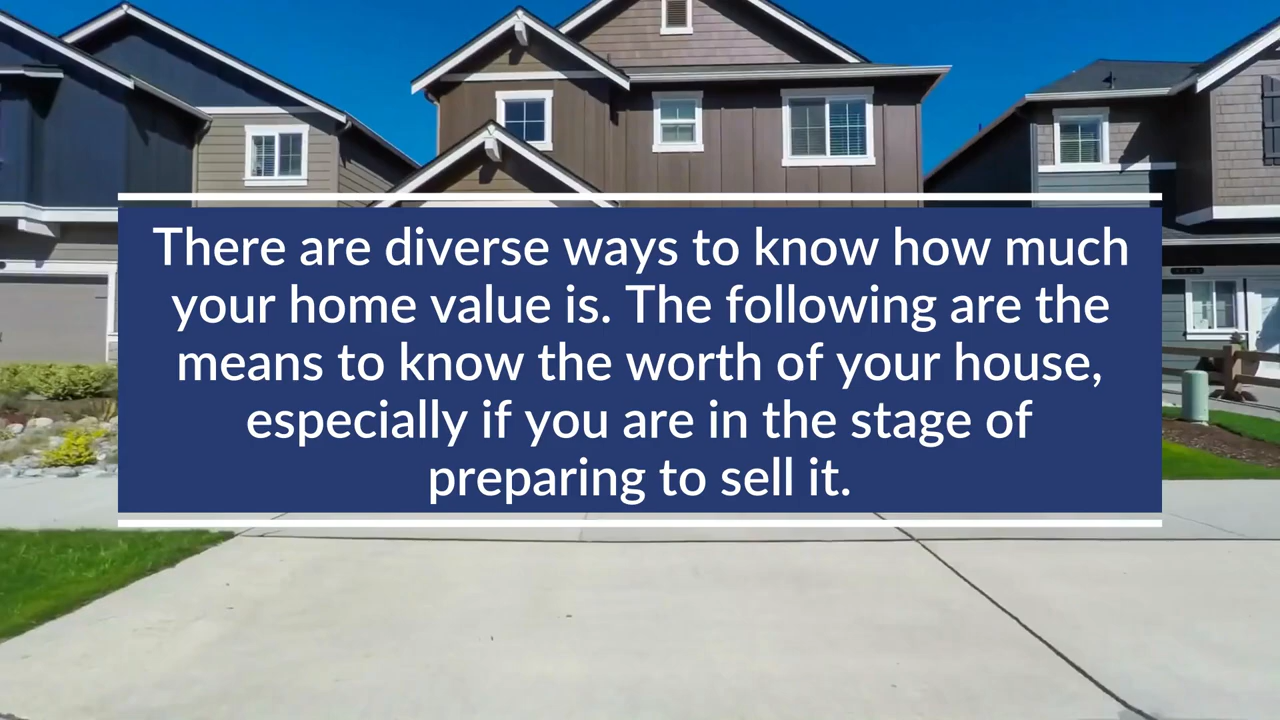 There are diverse ways to know how much
your home value is. The following are the
means to know the worth of your house,
especially if you are in the stage of
preparing to sell it.